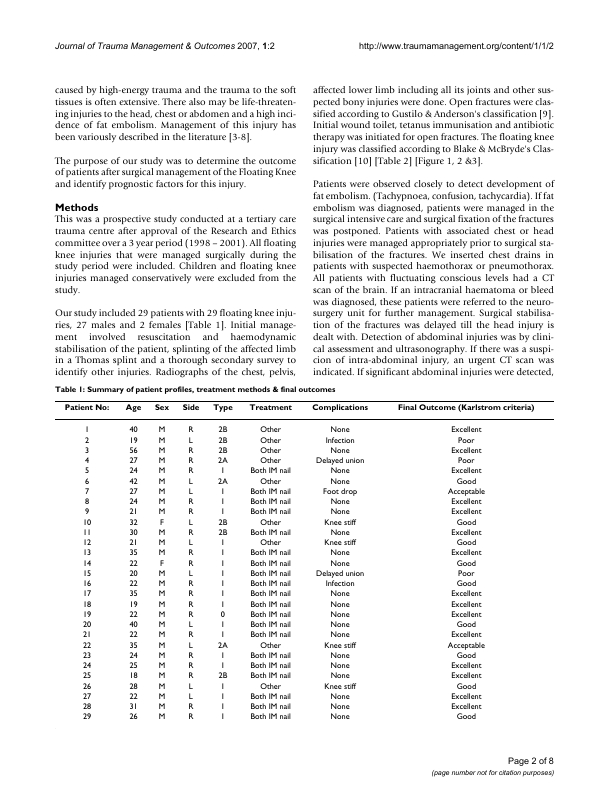 Journal of Trauma Management & Outcomes 2007, 1:2 http://www.traumamanagement.org/content/1/1/2
caused by high-energy trauma and the trauma to the soft
tissues is often extensive. There also may be life-threaten-
ing injuries to the head, chest or abdomen and a high inci-
dence of fat embolism. Management of this injury has
been variously described in the literature [3-8].
The purpose of our study was to determine the outcome
of patients after surgical management of the Floating Knee
and identify prognostic factors for this injury.
Methods
This was a prospective study conducted at a tertiary care
trauma centre after approval of the Research and Ethics
committee over a 3 year period (1998 – 2001). All floating
knee injuries that were managed surgically during the
study period were included. Children and floating knee
injuries managed conservatively were excluded from the
study.
Our study included 29 patients with 29 floating knee inju-
ries, 27 males and 2 females [Table 1]. Initial manage-
ment involved resuscitation and haemodynamic
stabilisation of the patient, splinting of the affected limb
in a Thomas splint and a thorough secondary survey to
identify other injuries. Radiographs of the chest, pelvis,
affected lower limb including all its joints and other sus-
pected bony injuries were done. Open fractures were clas-
sified according to Gustilo & Anderson's classification [9].
Initial wound toilet, tetanus immunisation and antibiotic
therapy was initiated for open fractures. The floating knee
injury was classified according to Blake & McBryde's Clas-
sification [10] [Table 2] [Figure 1, 2 &3].
Patients were observed closely to detect development of
fat embolism. (Tachypnoea, confusion, tachycardia). If fat
embolism was diagnosed, patients were managed in the
surgical intensive care and surgical fixation of the fractures
was postponed. Patients with associated chest or head
injuries were managed appropriately prior to surgical sta-
bilisation of the fractures. We inserted chest drains in
patients with suspected haemothorax or pneumothorax.
All patients with fluctuating conscious levels had a CT
scan of the brain. If an intracranial haematoma or bleed
was diagnosed, these patients were referred to the neuro-
surgery unit for further management. Surgical stabilisa-
tion of the fractures was delayed till the head injury is
dealt with. Detection of abdominal injuries was by clini-
cal assessment and ultrasonography. If there was a suspi-
cion of intra-abdominal injury, an urgent CT scan was
indicated. If significant abdominal injuries were detected,
Table 1: Summary of patient profiles, treatment methods & final outcomes
Patient No: Age Sex Side Type Treatment Complications Final Outcome (Karlstrom criteria)
1 40 M R 2B Other None Excellent
2 19 M L 2B Other Infection Poor
3 56 M R 2B Other None Excellent
4 27 M R 2A Other Delayed union Poor
5 24 M R I Both IM nail None Excellent
6 42 M L 2A Other None Good
7 27 M L I Both IM nail Foot drop Acceptable
8 24 M R I Both IM nail None Excellent
9 21 M R I Both IM nail None Excellent
10 32 F L 2B Other Knee stiff Good
11 30 M R 2B Both IM nail None Excellent
12 21 M L I Other Knee stiff Good
13 35 M R I Both IM nail None Excellent
14 22 F R I Both IM nail None Good
15 20 M L I Both IM nail Delayed union Poor
16 22 M R I Both IM nail Infection Good
17 35 M R I Both IM nail None Excellent
18 19 M R I Both IM nail None Excellent
19 22 M R 0 Both IM nail None Excellent
20 40 M L I Both IM nail None Good
21 22 M R I Both IM nail None Excellent
22 35 M L 2A Other Knee stiff Acceptable
23 24 M R I Both IM nail None Good
24 25 M R I Both IM nail None Excellent
25 18 M R 2B Both IM nail None Excellent
26 28 M L I Other Knee stiff Good
27 22 M L I Both IM nail None Excellent
28 31 M R I Both IM nail None Excellent
29 26 M R I Both IM nail None Good
Page 2 of 8
(page number not for citation purposes)